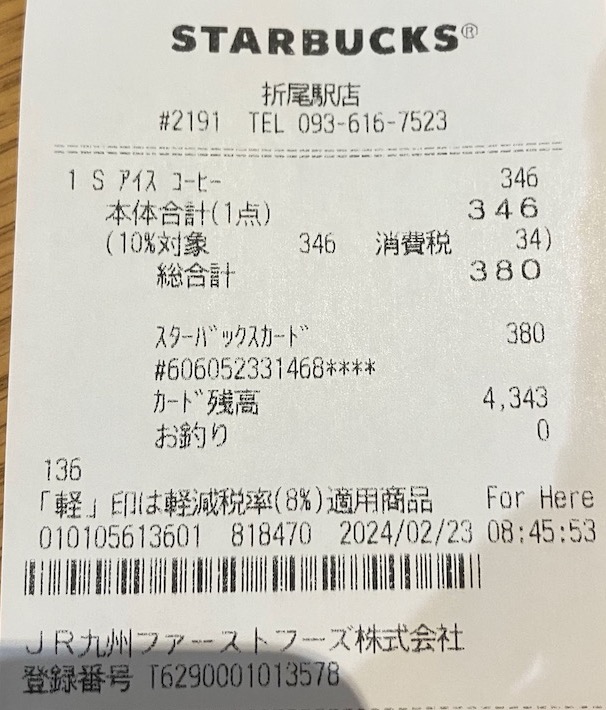 STARBUCKS®
折尾駅店
#2191 TEL 093-616-7523
1 S アイス コーヒー 346
本体合計(1点) 346
(10%対象 346 消費税 34)
総合計 380
スターバックスカード 380
#606052331468****
カード残高 4,343
お釣り 0
136
「軽」印は軽減税率(8%)適用商品 For Here
010105613601 818470 2024/02/23 08:45:53
JR九州ファーストフーズ株式会社
登録番号 T6290001013578